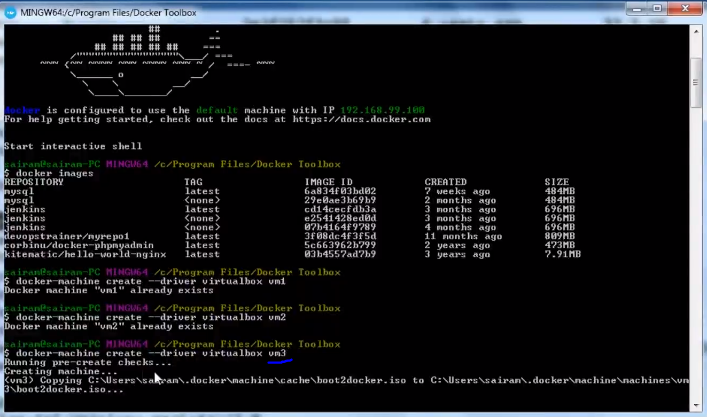 MINGW64:/c/Program Files/Docker Toolbox
docker is configured to use the default machine with IP 192.168.99.100
For help getting started, check out the docs at https://docs.docker.com
Start interactive shell
sairam@sairam-PC MINGW64 /c/Program Files/Docker Toolbox
$ docker images
REPOSITORY TAG IMAGE ID CREATED SIZE
mysql latest 6a834f03bd02 7 weeks ago 484MB
mysql <none> 29e0ae3b69b9 2 months ago 484MB
jenkins latest cd14cecfdb3a 3 months ago 696MB
jenkins <none> e2541428ed0d 3 months ago 696MB
jenkins <none> 07b4164f9789 4 months ago 696MB
devopstrainer/myrepo1 latest 3f08dc4f3f5d 11 months ago 809MB
corbinu/docker-phpmyadmin latest 5c663962b799 2 years ago 473MB
kitematic/hello-world-nginx latest 03b4557ad7b9 3 years ago 7.91MB
sairam@sairam-PC MINGW64 /c/Program Files/Docker Toolbox
$ docker-machine create --driver virtualbox vm1
Docker machine "vm1" already exists
sairam@sairam-PC MINGW64 /c/Program Files/Docker Toolbox
$ docker-machine create --driver virtualbox vm2
Docker machine "vm2" already exists
sairam@sairam-PC MINGW64 /c/Program Files/Docker Toolbox
$ docker-machine create --driver virtualbox vm3
Running pre-create checks...
Creating machine...
(vm3) Copying C:\Users\sairam\.docker\machine\cache\boot2docker.iso to C:\Users\sairam\.docker\machine\machines\vm
3\boot2docker.iso...